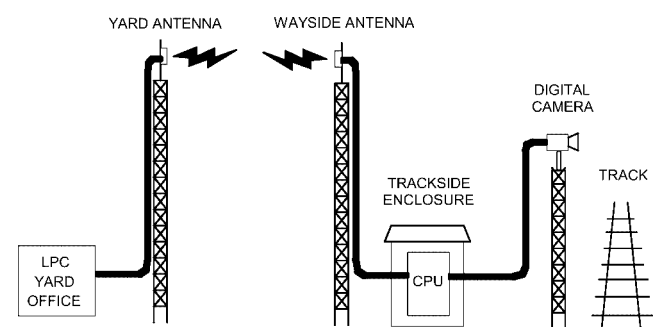 YARD ANTENNA
WAYSIDE ANTENNA
DIGITAL
CAMERA
TRACKSIDE
ENCLOSURE
TRACK
LPC
YARD
OFFICE
CPU